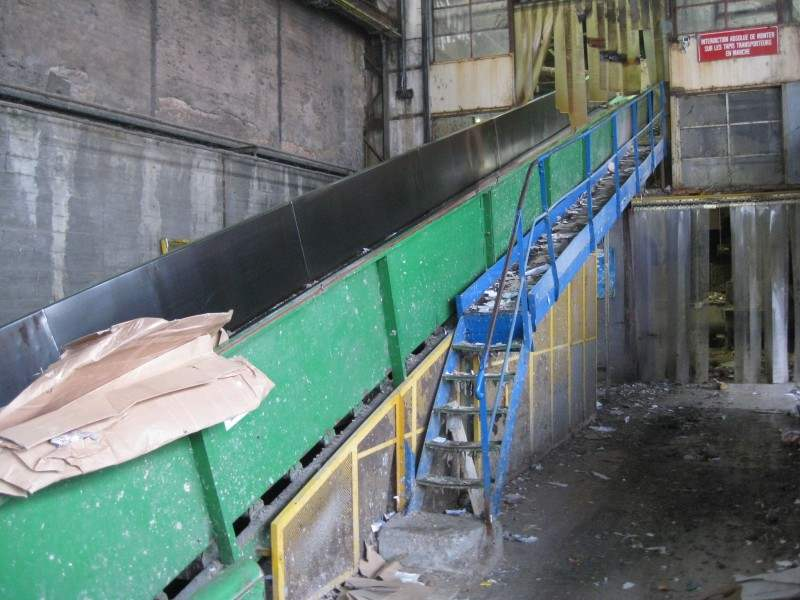 INTERDICTION ABSOLUE DE MONTER
SUR LES TAPIS TRANSPORTEURS
EN MARCHE